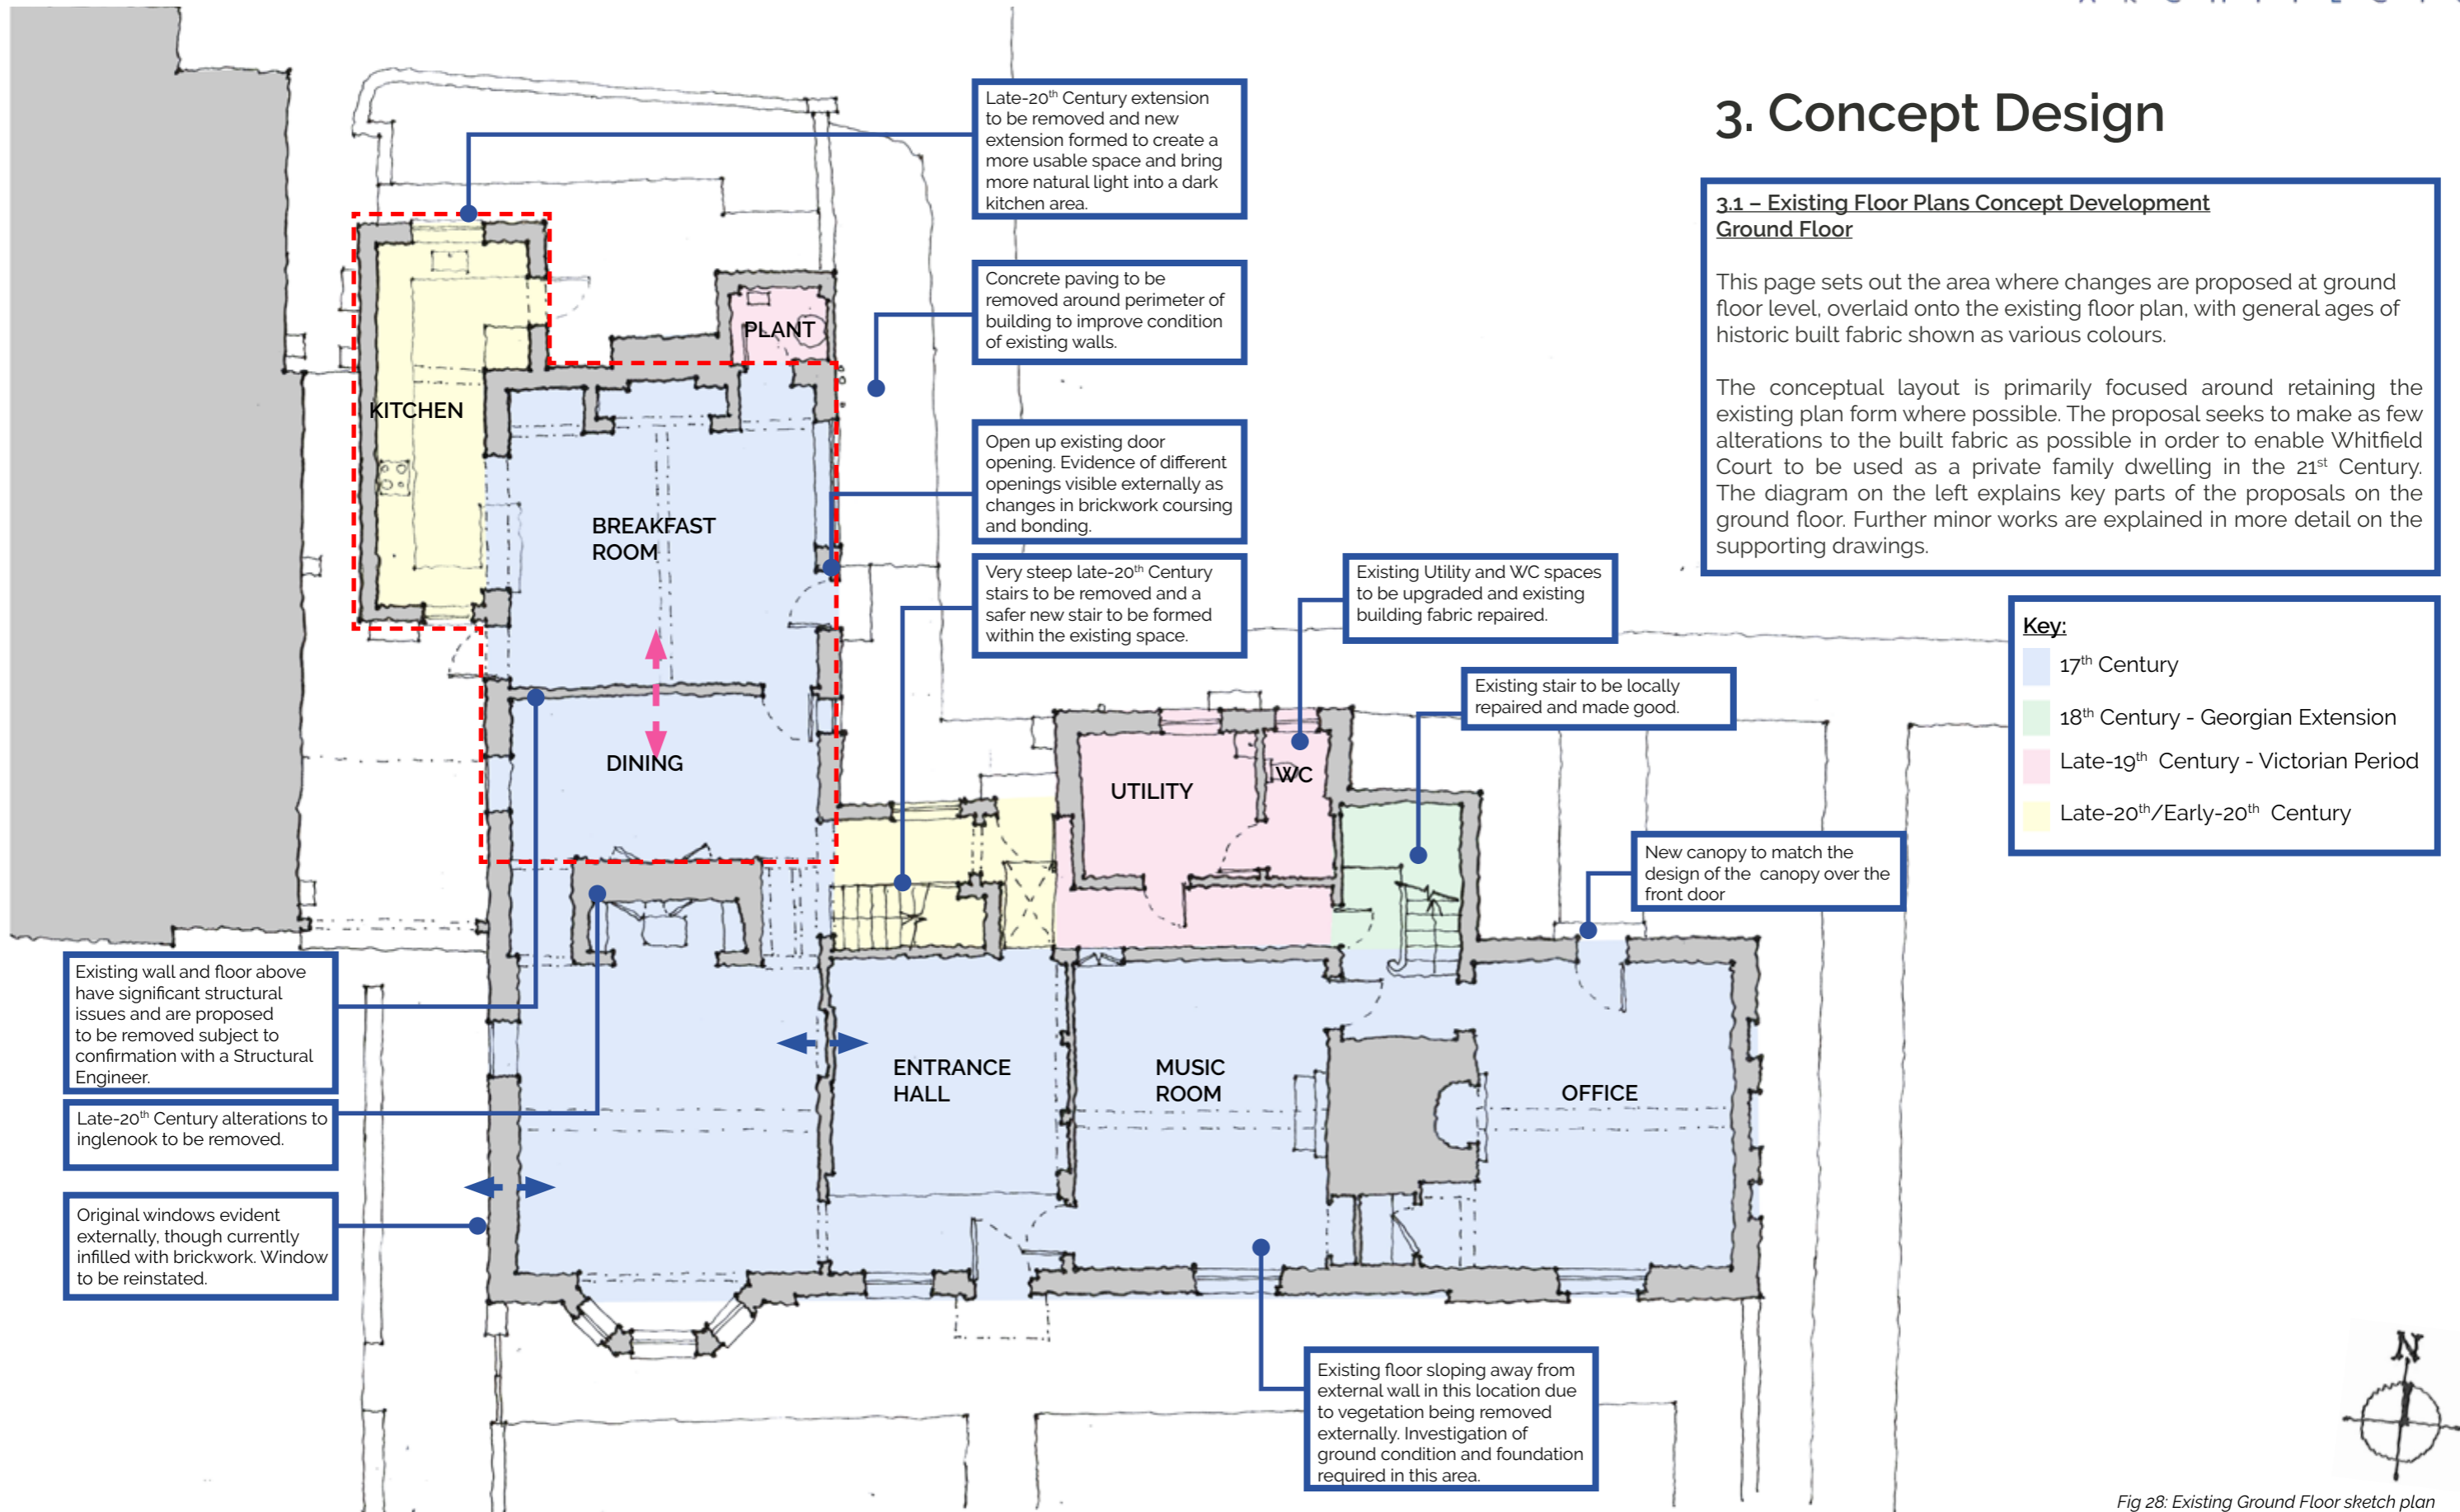 3. Concept Design
3.1 – Existing Floor Plans Concept Development
Ground Floor
This page sets out the area where changes are proposed at ground
floor level, overlaid onto the existing floor plan, with general ages of
historic built fabric shown as various colours.
The conceptual layout is primarily focused around retaining the
existing plan form where possible. The proposal seeks to make as few
alterations to the built fabric as possible in order to enable Whitfield
Court to be used as a private family dwelling in the 21st Century.
The diagram on the left explains key parts of the proposals on the
ground floor. Further minor works are explained in more detail on the
supporting drawings.
Key:
17th Century
18th Century - Georgian Extension
Late-19th Century - Victorian Period
Late-20th/Early-20th Century
Late-20th Century extension
to be removed and new
extension formed to create a
more usable space and bring
more natural light into a dark
kitchen area.
Concrete paving to be
removed around perimeter of
building to improve condition
of existing walls.
Open up existing door
opening. Evidence of different
openings visible externally as
changes in brickwork coursing
and bonding.
Very steep late-20th Century
stairs to be removed and a
safer new stair to be formed
within the existing space.
Existing Utility and WC spaces
to be upgraded and existing
building fabric repaired.
Existing stair to be locally
repaired and made good.
New canopy to match the
design of the canopy over the
front door
PLANT
KITCHEN
BREAKFAST
ROOM
DINING
UTILITY
WC
ENTRANCE
HALL
MUSIC
ROOM
OFFICE
Existing wall and floor above
have significant structural
issues and are proposed
to be removed subject to
confirmation with a Structural
Engineer.
Late-20th Century alterations to
inglenook to be removed.
Original windows evident
externally, though currently
infilled with brickwork. Window
to be reinstated.
Existing floor sloping away from
external wall in this location due
to vegetation being removed
externally. Investigation of
ground condition and foundation
required in this area.
N
Fig 28: Existing Ground Floor sketch plan